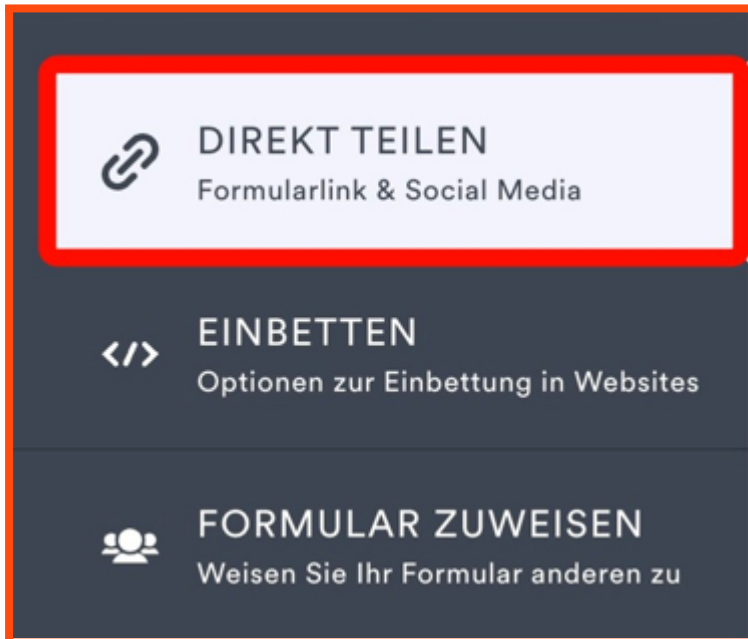 DIREKT TEILEN
Formularlink & Social Media
EINBETTEN
Optionen zur Einbettung in Websites
FORMULAR ZUWEISEN
Weisen Sie Ihr Formular anderen zu